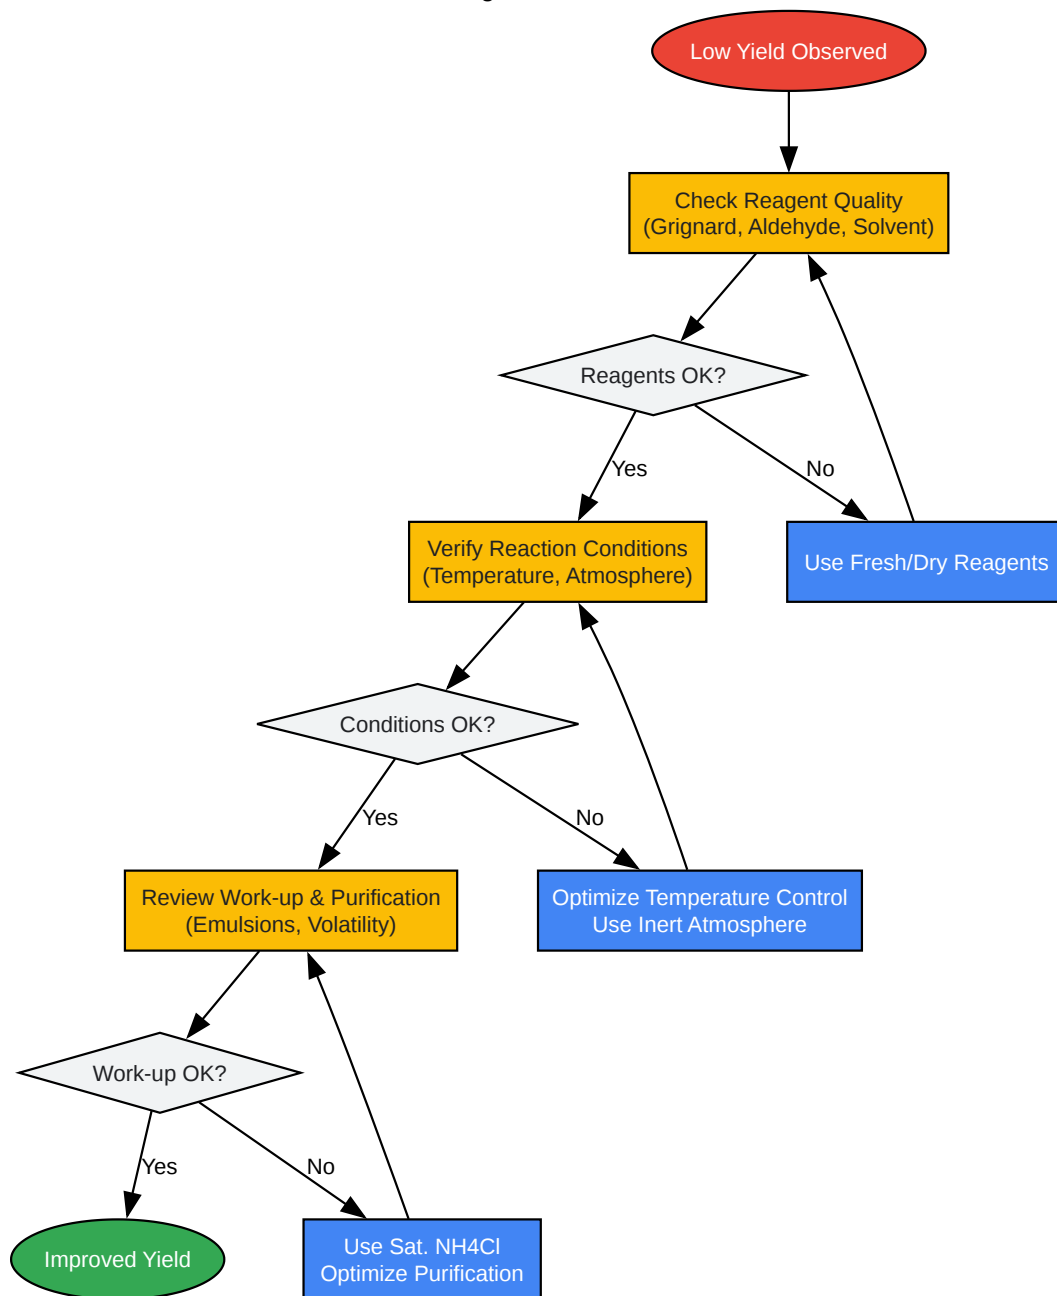 Low Yield Observed
Check Reagent Quality
(Grignard, Aldehyde, Solvent)
Reagents OK?
Yes
No
Verify Reaction Conditions
(Temperature, Atmosphere)
Use Fresh/Dry Reagents
Conditions OK?
Yes
No
Review Work-up & Purification
(Emulsions, Volatility)
Optimize Temperature Control
Use Inert Atmosphere
Work-up OK?
Yes
No
Improved Yield
Use Sat. NH4Cl
Optimize Purification